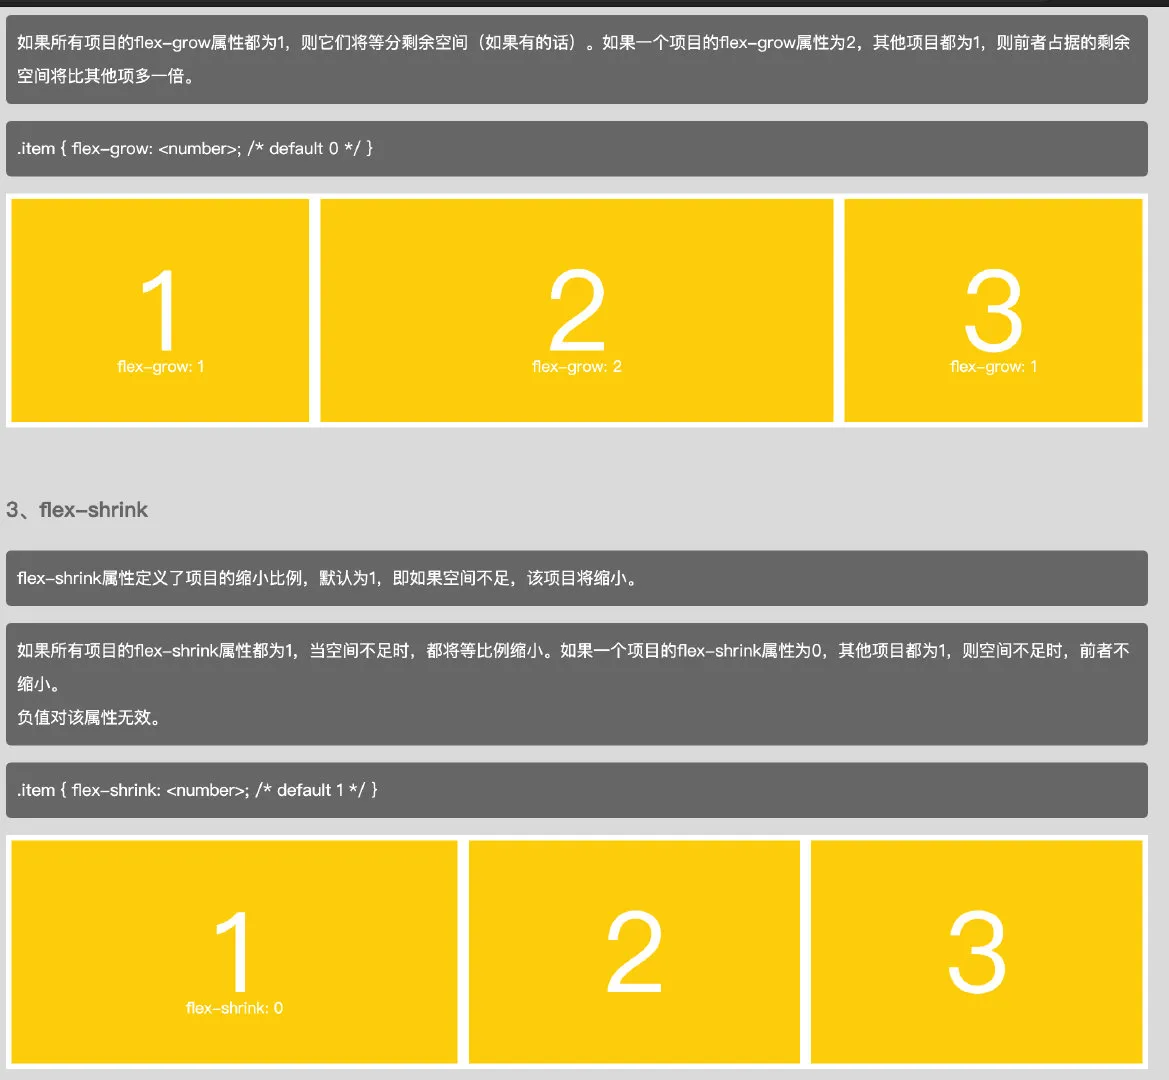 如果所有项目的flex-grow属性都为1，则它们将等分剩余空间（如果有的话）。如果一个项目的flex-grow属性为2，其他项目都为1，则前者占据的剩余
空间将比其他项多一倍。
.item { flex-grow: <number>; /* default 0 */ }
1
2
3
flex-grow: 1
flex-grow: 2
flex-grow: 1
3、flex-shrink
flex-shrink属性定义了项目的缩小比例，默认为1，即如果空间不足，该项目将缩小。
如果所有项目的flex-shrink属性都为1，当空间不足时，都将等比例缩小。如果一个项目的flex-shrink属性为0，其他项目都为1，则空间不足时，前者不
缩小。
负值对该属性无效。
.item { flex-shrink: <number>; /* default 1 */ }
1
2
3
flex-shrink: 0